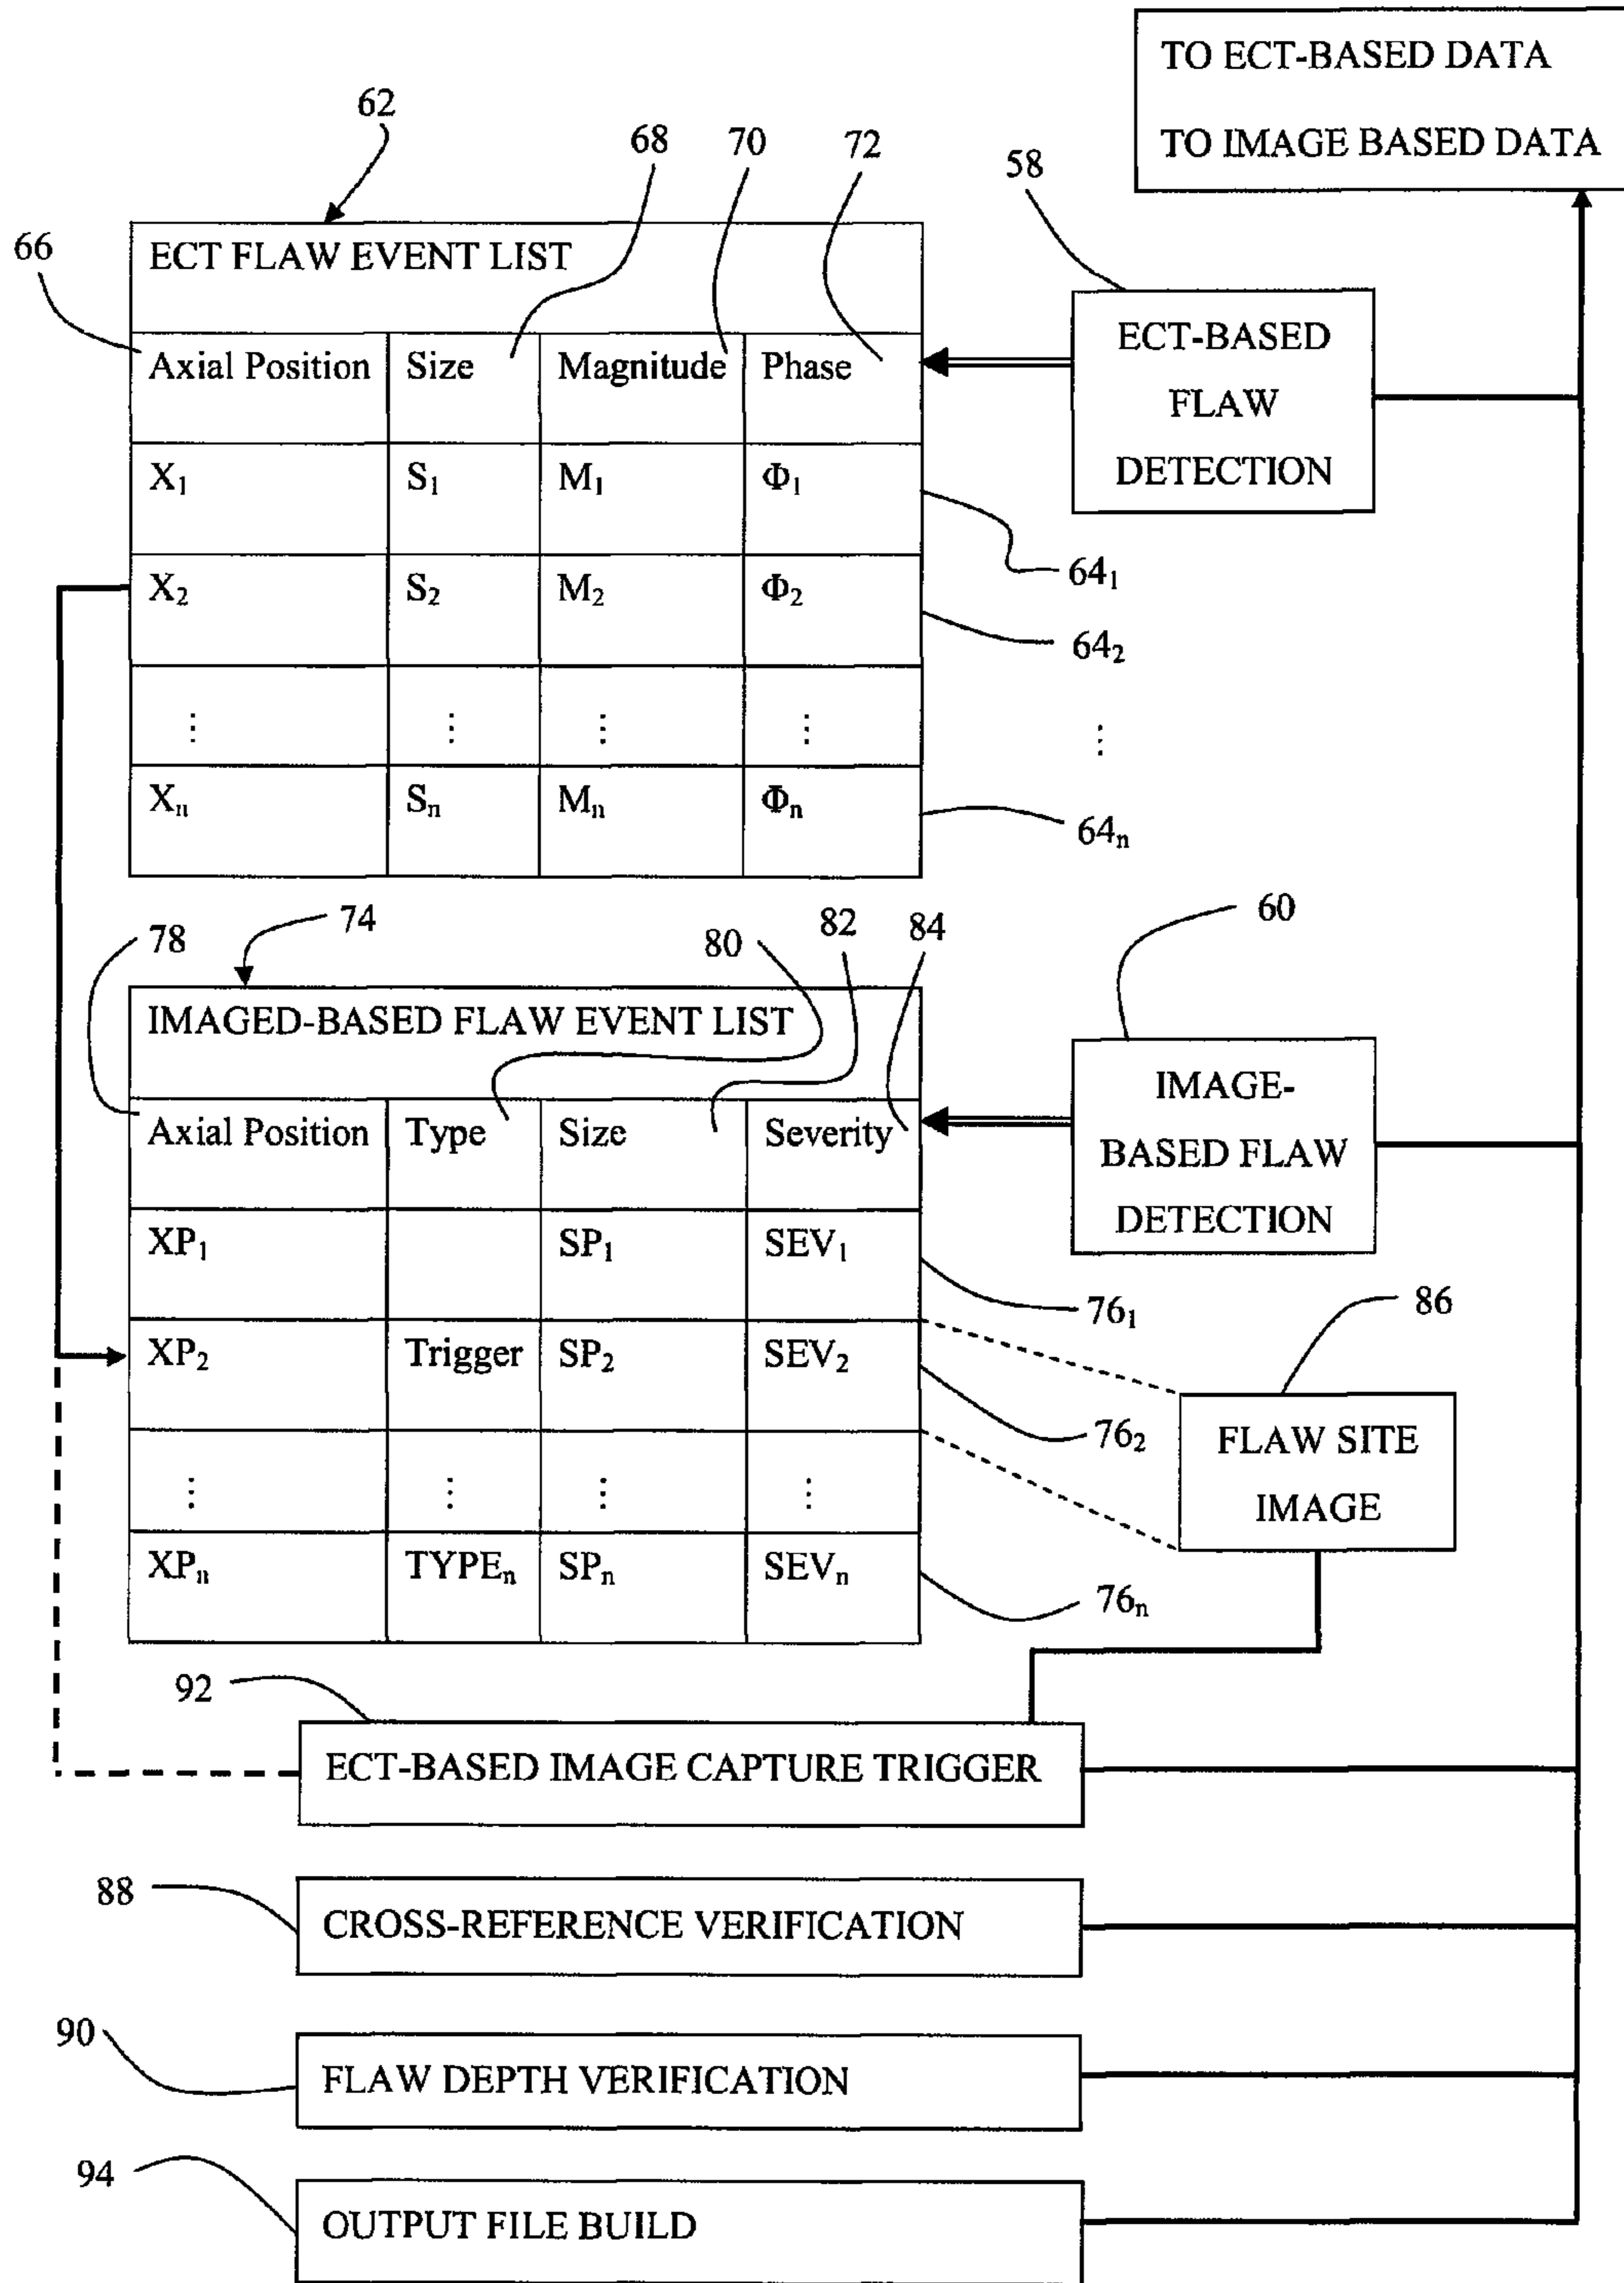 TO ECT-BASED DATA
TO IMAGE BASED DATA
62
68
70
72
58
66
ECT FLAW EVENT LIST
Axial Position Size Magnitude Phase
ECT-BASED
FLAW
DETECTION
X₁ S₁ M₁ Φ₁
64₁
X₂ S₂ M₂ Φ₂
64₂
⋮ ⋮ ⋮ ⋮ ⋮
Xₙ Sₙ Mₙ Φₙ
64ₙ
78
74
80
82
84
60
IMAGED-BASED FLAW EVENT LIST
Axial Position Type Size Severity
IMAGE-
BASED FLAW
DETECTION
XP₁ SP₁ SEV₁
76₁
86
XP₂ Trigger SP₂ SEV₂
76₂
FLAW SITE
IMAGE
⋮ ⋮ ⋮ ⋮
XPₙ TYPEₙ SPₙ SEVₙ
76ₙ
92
ECT-BASED IMAGE CAPTURE TRIGGER
88
CROSS-REFERENCE VERIFICATION
90
FLAW DEPTH VERIFICATION
94
OUTPUT FILE BUILD